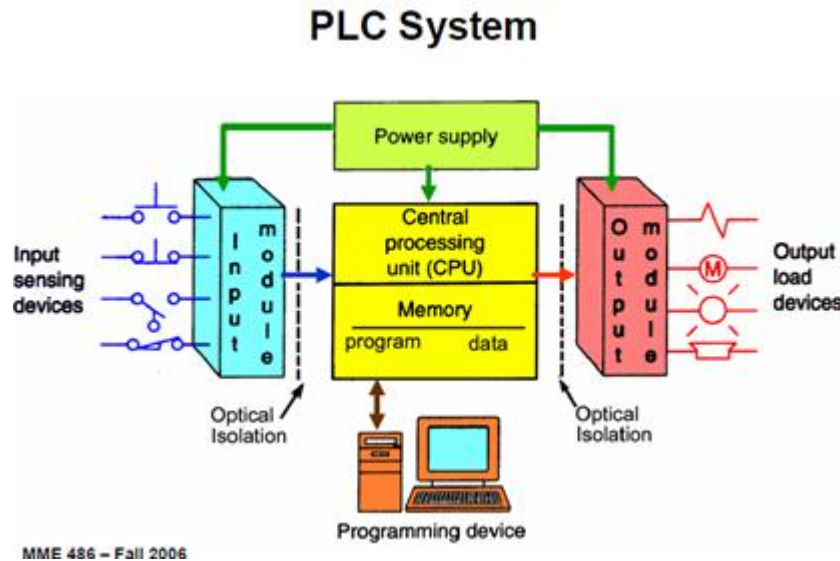 PLC System
Power supply
Input
sensing
devices
Input
module
Central
processing
unit (CPU)
Memory
program data
Output
module
M
Output
load
devices
Optical
Isolation
Optical
Isolation
Programming device
MME 486 – Fall 2006